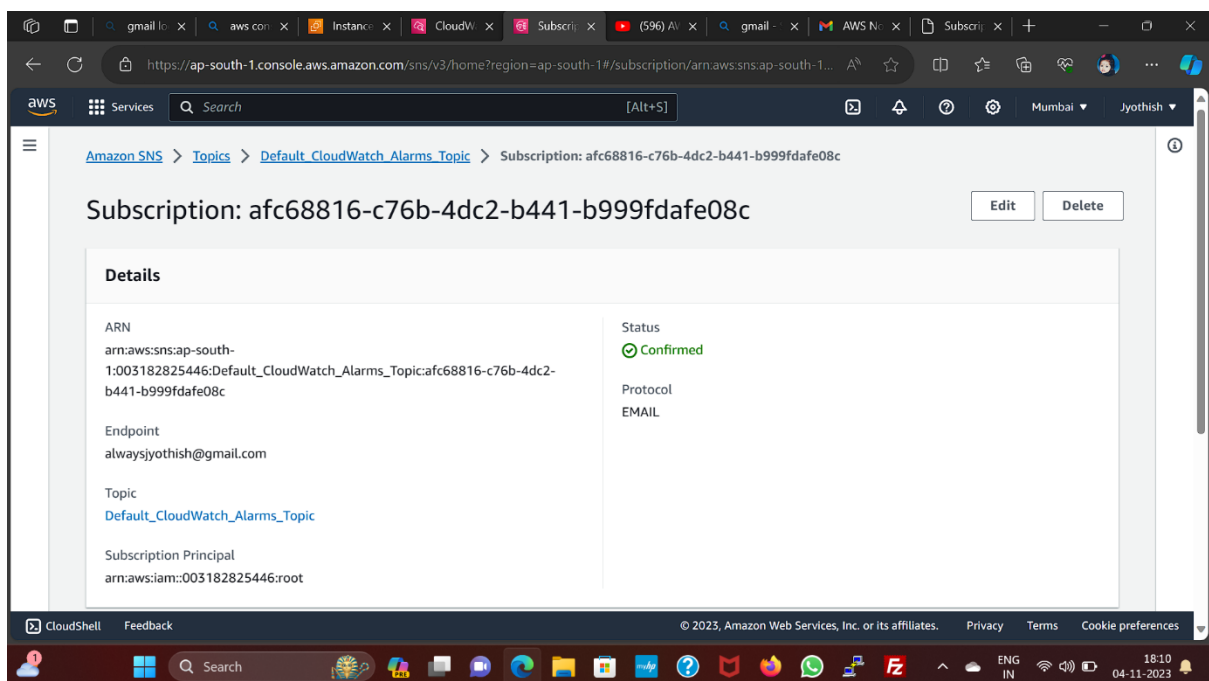 gmail lo
aws con
Instance
CloudW
Subscrip
(596) AV
gmail -
AWS No
Subscrip
https://ap-south-1.console.aws.amazon.com/sns/v3/home?region=ap-south-1#/subscription/arn:aws:sns:ap-south-1...
aws
Services
Search
[Alt+S]
Mumbai
Jyothish
Amazon SNS > Topics > Default_CloudWatch_Alarms_Topic > Subscription: afc68816-c76b-4dc2-b441-b999fdafe08c
Subscription: afc68816-c76b-4dc2-b441-b999fdafe08c
Edit
Delete
Details
ARN
arn:aws:sns:ap-south-
1:003182825446:Default_CloudWatch_Alarms_Topic:afc68816-c76b-4dc2-
b441-b999fdafe08c
Endpoint
alwaysjyothish@gmail.com
Topic
Default_CloudWatch_Alarms_Topic
Subscription Principal
arn:aws:iam::003182825446:root
Status
Confirmed
Protocol
EMAIL
CloudShell
Feedback
© 2023, Amazon Web Services, Inc. or its affiliates.
Privacy
Terms
Cookie preferences
1
Search
PRE
myhp
ENG
IN
18:10
04-11-2023